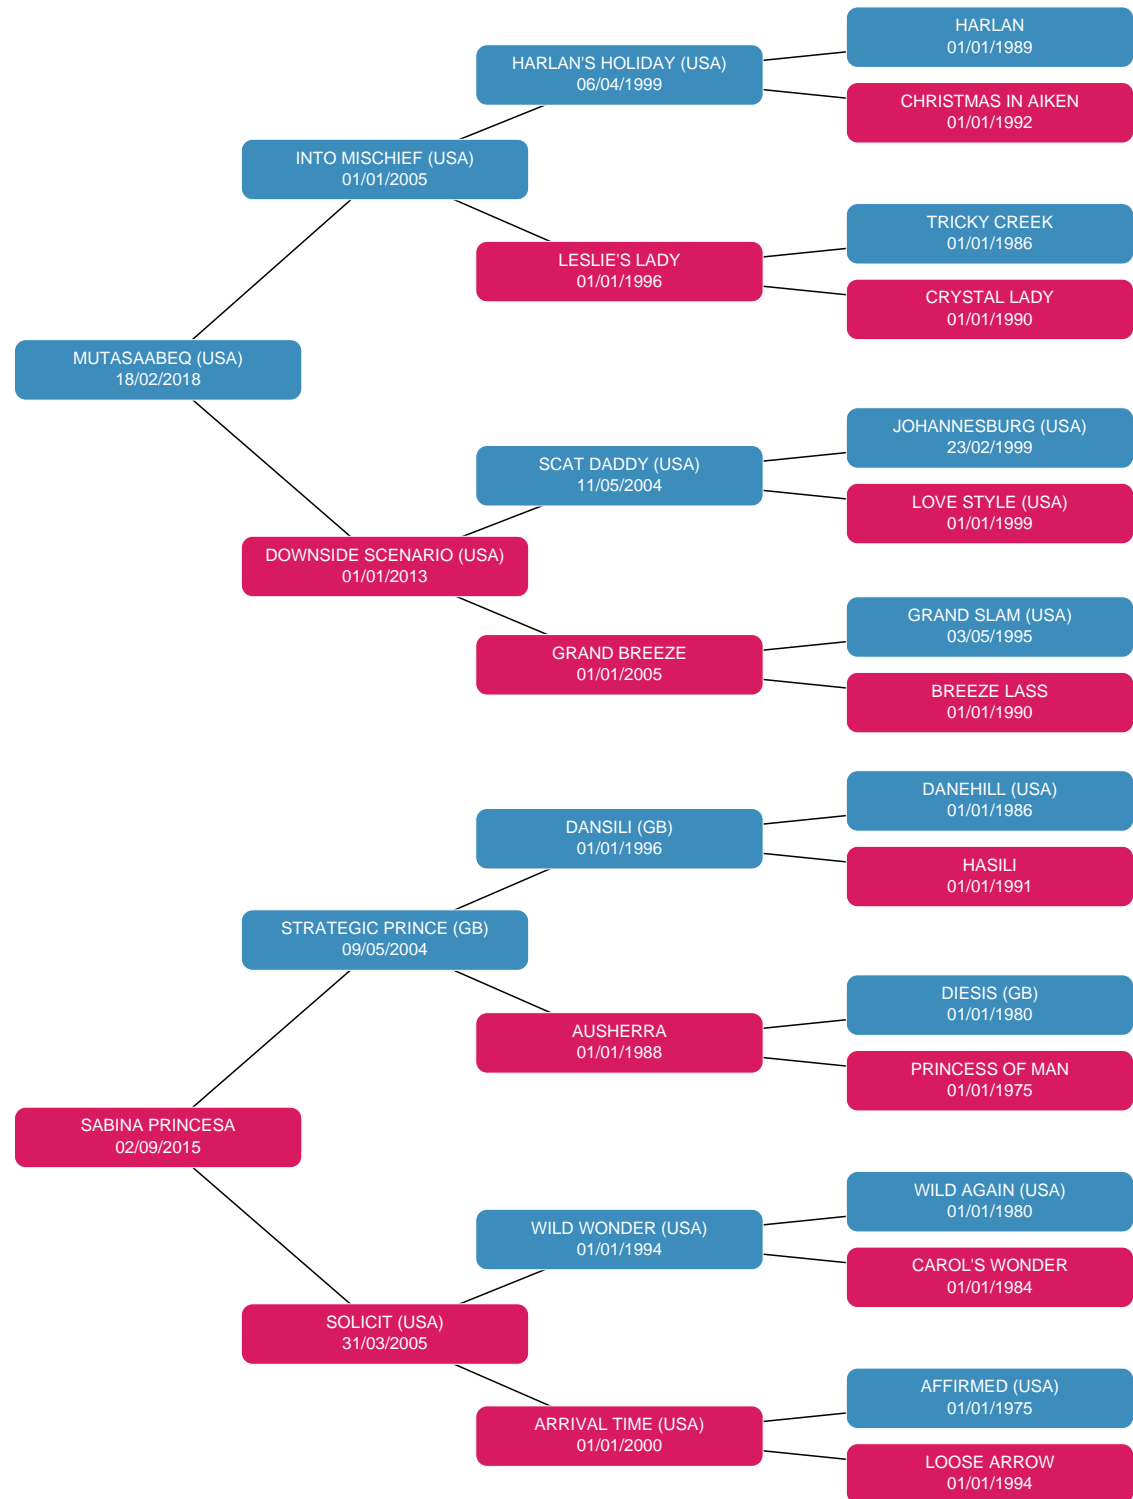 HARLAN
01/01/1989
HARLAN'S HOLIDAY (USA)
06/04/1999
CHRISTMAS IN AIKEN
01/01/1992
INTO MISCHIEF (USA)
01/01/2005
TRICKY CREEK
01/01/1986
LESLIE'S LADY
01/01/1996
CRYSTAL LADY
01/01/1990
MUTASAABEQ (USA)
18/02/2018
JOHANNESBURG (USA)
23/02/1999
SCAT DADDY (USA)
11/05/2004
LOVE STYLE (USA)
01/01/1999
DOWNSIDE SCENARIO (USA)
01/01/2013
GRAND SLAM (USA)
03/05/1995
GRAND BREEZE
01/01/2005
BREEZE LASS
01/01/1990
DANEHILL (USA)
01/01/1986
DANSILI (GB)
01/01/1996
HASILI
01/01/1991
STRATEGIC PRINCE (GB)
09/05/2004
DIESIS (GB)
01/01/1980
AUSHERRA
01/01/1988
PRINCESS OF MAN
01/01/1975
SABINA PRINCESA
02/09/2015
WILD AGAIN (USA)
01/01/1980
WILD WONDER (USA)
01/01/1994
CAROL'S WONDER
01/01/1984
SOLICIT (USA)
31/03/2005
AFFIRMED (USA)
01/01/1975
ARRIVAL TIME (USA)
01/01/2000
LOOSE ARROW
01/01/1994